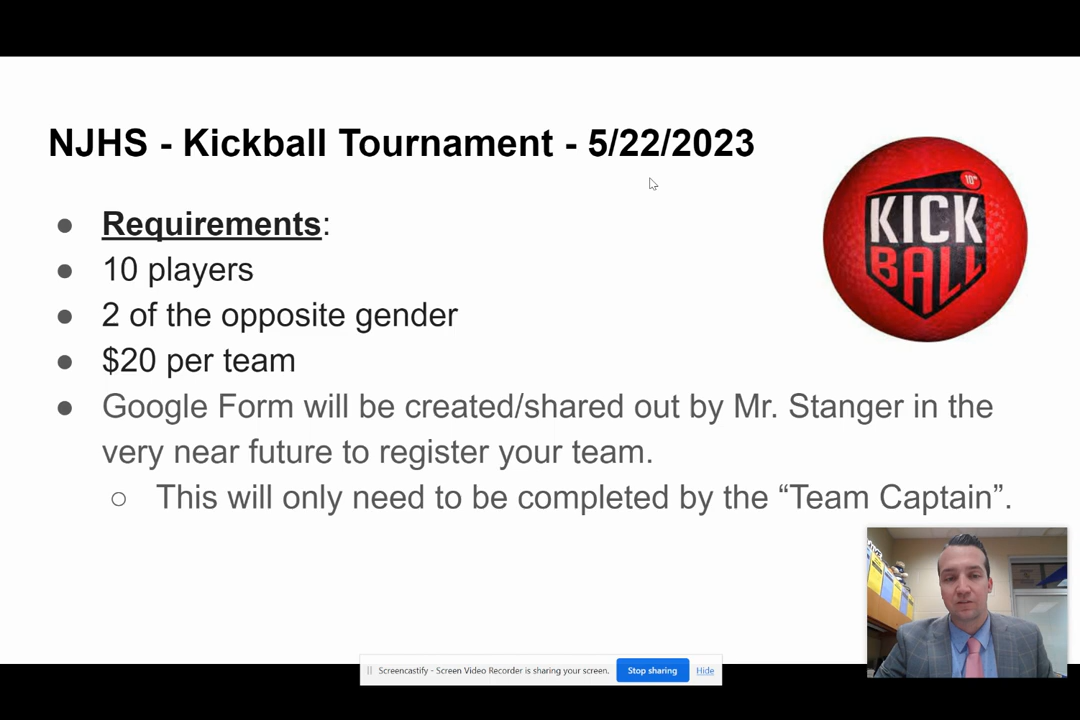 NJHS - Kickball Tournament - 5/22/2023
Requirements:
10 players
2 of the opposite gender
$20 per team
Google Form will be created/shared out by Mr. Stanger in the
very near future to register your team.
This will only need to be completed by the “Team Captain”.
10"
KICK
BALL
Screencastify - Screen Video Recorder is sharing your screen.
Stop sharing
Hide